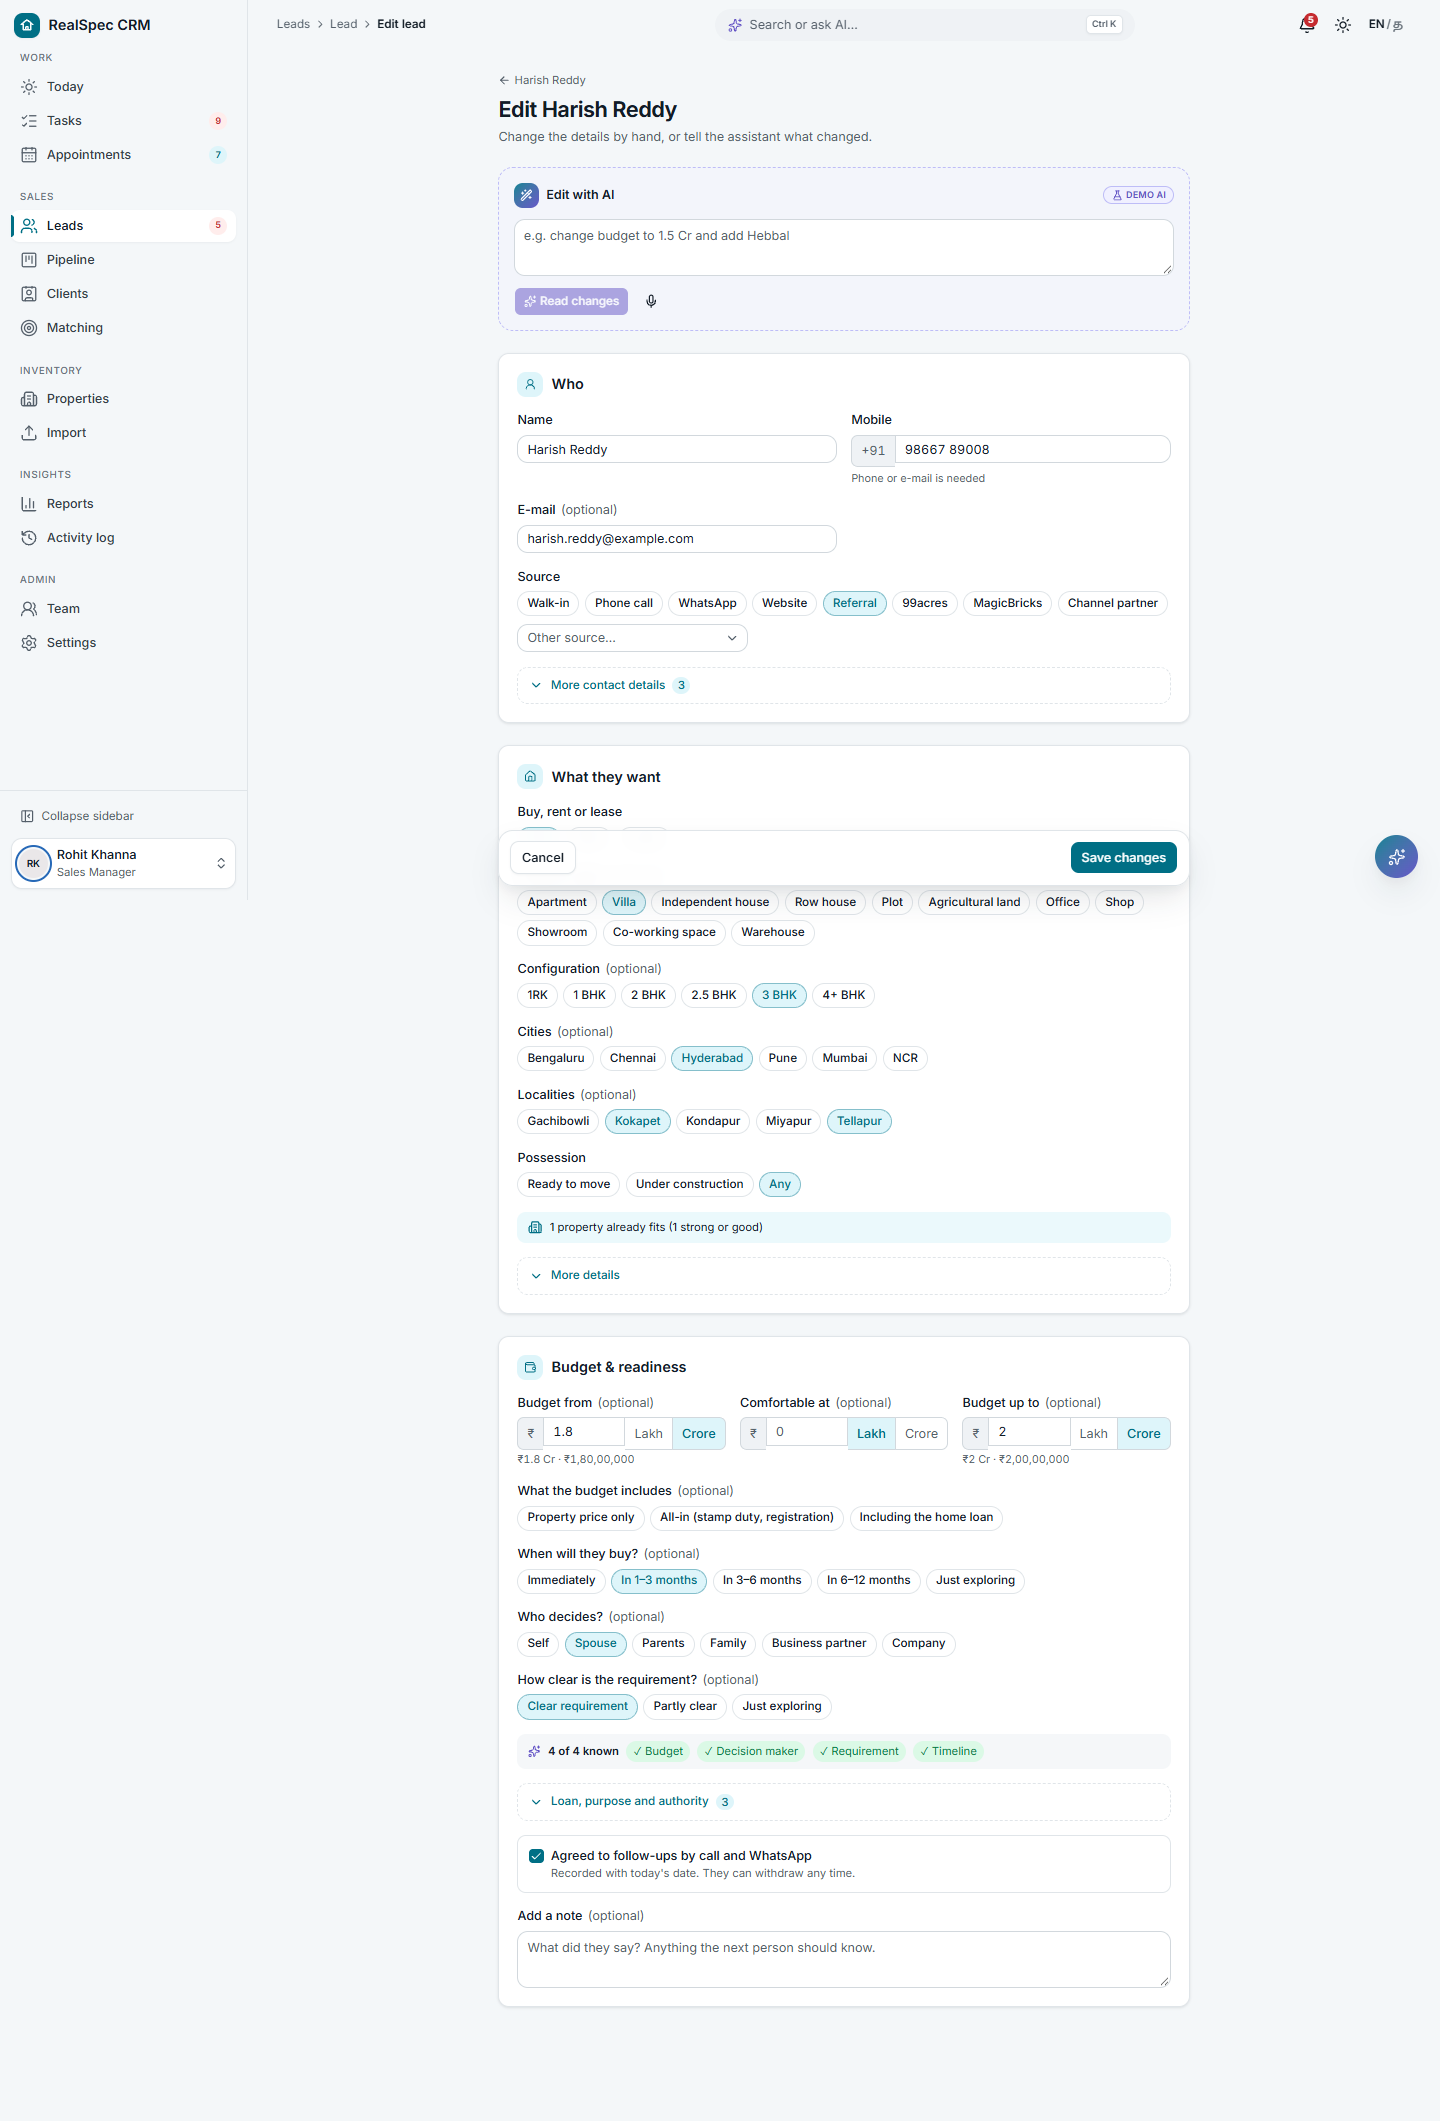 RealSpec CRM
WORK
Today
Tasks 9
Appointments 7
SALES
Leads 5
Pipeline
Clients
Matching
INVENTORY
Properties
Import
INSIGHTS
Reports
Activity log
ADMIN
Team
Settings
Collapse sidebar
RK
Rohit Khanna
Sales Manager
Leads > Lead > Edit lead
Search or ask AI... Ctrl K
5
EN / த
← Harish Reddy
Edit Harish Reddy
Change the details by hand, or tell the assistant what changed.
Edit with AI DEMO AI
e.g. change budget to 1.5 Cr and add Hebbal
Read changes
Who
Name Mobile
Harish Reddy +91 98667 89008
Phone or e-mail is needed
E-mail (optional)
harish.reddy@example.com
Source
Walk-in Phone call WhatsApp Website Referral 99acres MagicBricks Channel partner
Other source...
More contact details 3
What they want
Buy, rent or lease
Cancel Save changes
Apartment Villa Independent house Row house Plot Agricultural land Office Shop
Showroom Co-working space Warehouse
Configuration (optional)
1RK 1 BHK 2 BHK 2.5 BHK 3 BHK 4+ BHK
Cities (optional)
Bengaluru Chennai Hyderabad Pune Mumbai NCR
Localities (optional)
Gachibowli Kokapet Kondapur Miyapur Tellapur
Possession
Ready to move Under construction Any
1 property already fits (1 strong or good)
More details
Budget & readiness
Budget from (optional) Comfortable at (optional) Budget up to (optional)
₹ 1.8 Lakh Crore ₹ 0 Lakh Crore ₹ 2 Lakh Crore
₹1.8 Cr · ₹1,80,00,000 ₹2 Cr · ₹2,00,00,000
What the budget includes (optional)
Property price only All-in (stamp duty, registration) Including the home loan
When will they buy? (optional)
Immediately In 1–3 months In 3–6 months In 6–12 months Just exploring
Who decides? (optional)
Self Spouse Parents Family Business partner Company
How clear is the requirement? (optional)
Clear requirement Partly clear Just exploring
4 of 4 known ✓ Budget ✓ Decision maker ✓ Requirement ✓ Timeline
Loan, purpose and authority 3
Agreed to follow-ups by call and WhatsApp
Recorded with today's date. They can withdraw any time.
Add a note (optional)
What did they say? Anything the next person should know.